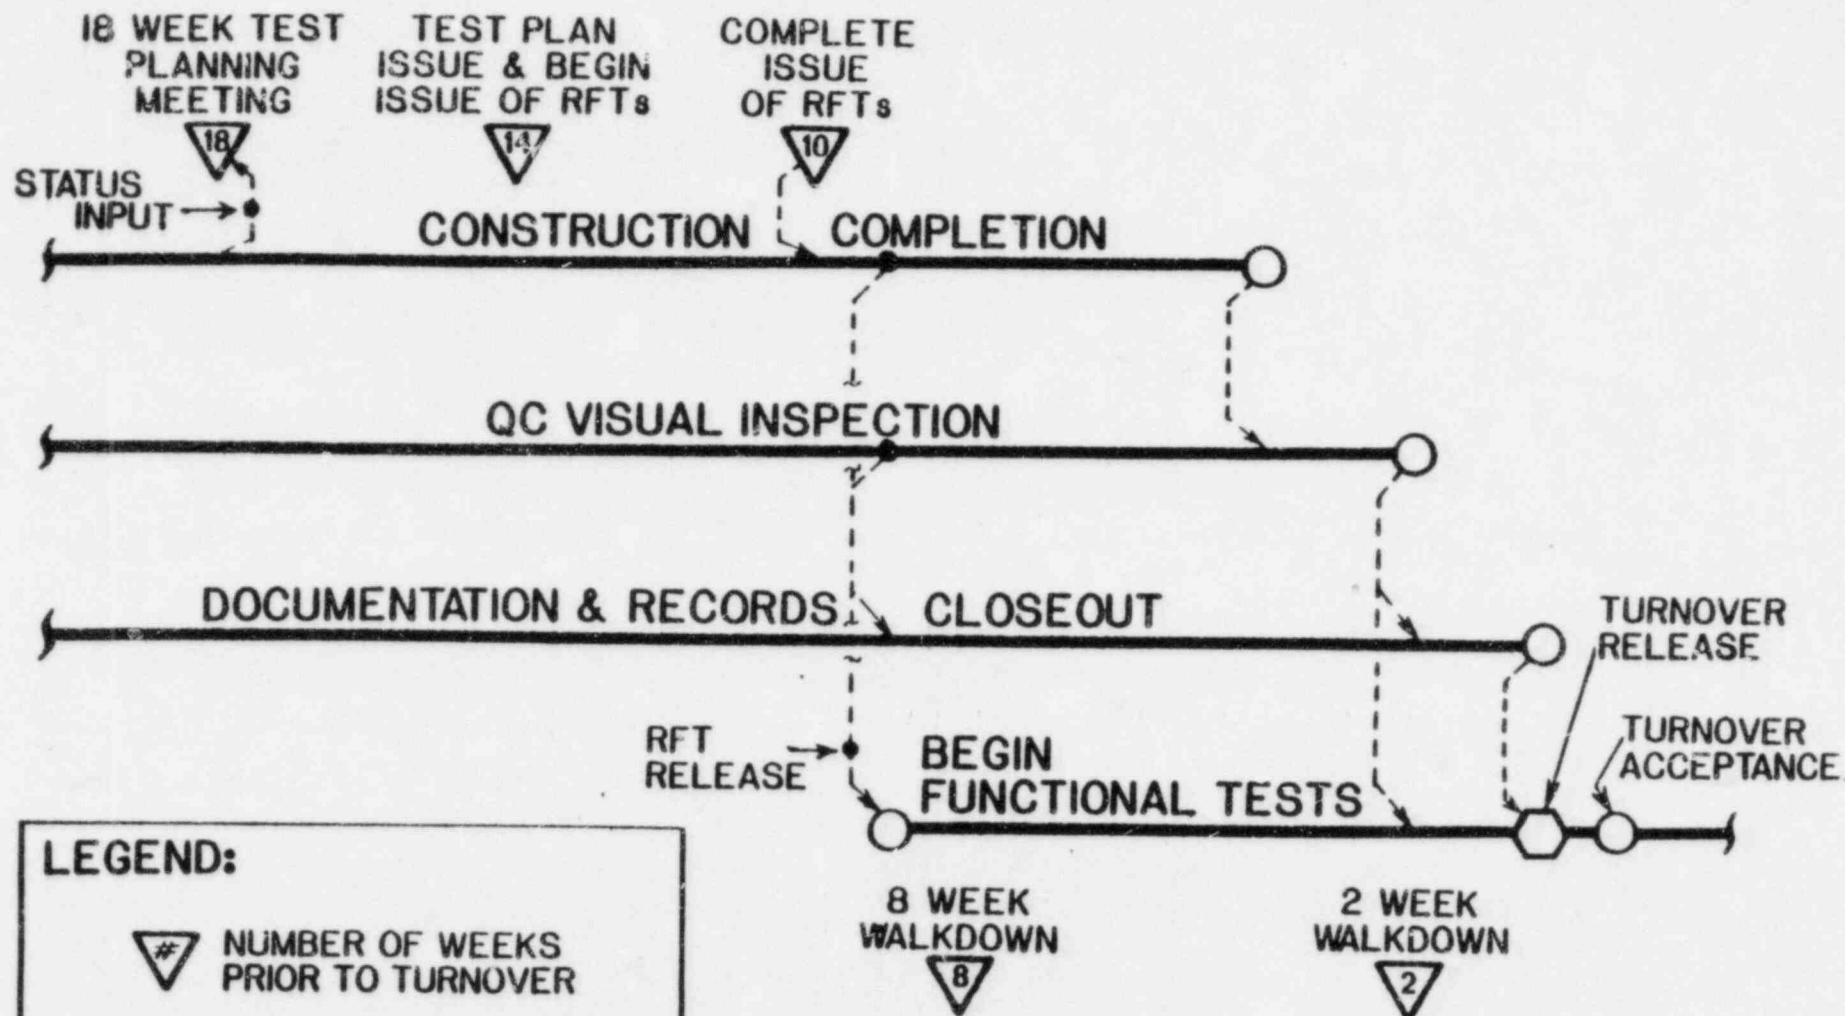 18 WEEK TEST
PLANNING
MEETING
18
TEST PLAN
ISSUE & BEGIN
ISSUE OF RFTs
14
COMPLETE
ISSUE
OF RFTs
10
STATUS
INPUT
CONSTRUCTION COMPLETION
QC VISUAL INSPECTION
DOCUMENTATION & RECORDS CLOSEOUT
TURNOVER
RELEASE
RFT
RELEASE
BEGIN
FUNCTIONAL TESTS
TURNOVER
ACCEPTANCE
LEGEND:
# NUMBER OF WEEKS
PRIOR TO TURNOVER
8 WEEK
WALKDOWN
8
2 WEEK
WALKDOWN
2